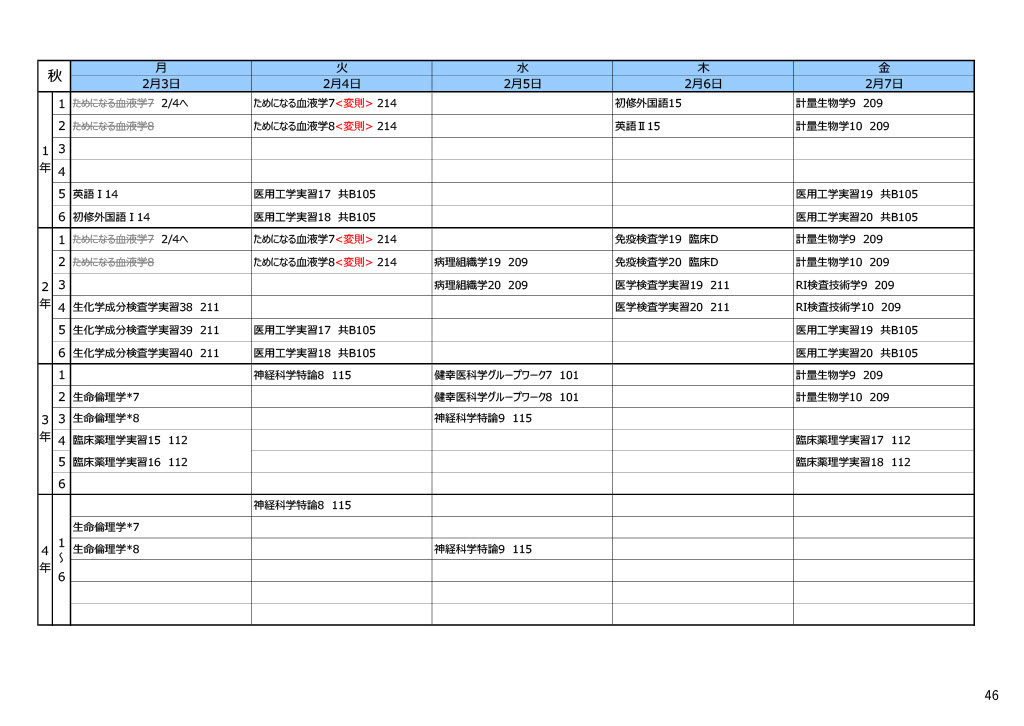 秋 月 火 水 木 金
2月3日 2月4日 2月5日 2月6日 2月7日
1年
1 ためになる血液学7 2/4へ ためになる血液学7<変則> 214 初修外国語15 計量生物学9 209
2 ためになる血液学8 ためになる血液学8<変則> 214 英語Ⅱ15 計量生物学10 209
3
4
5 英語Ⅰ14 医用工学実習17 共B105 医用工学実習19 共B105
6 初修外国語Ⅰ14 医用工学実習18 共B105 医用工学実習20 共B105
2年
1 ためになる血液学7 2/4へ ためになる血液学7<変則> 214 免疫検査学19 臨床D 計量生物学9 209
2 ためになる血液学8 ためになる血液学8<変則> 214 病理組織学19 209 免疫検査学20 臨床D 計量生物学10 209
3 病理組織学20 209 医学検査学実習19 211 RI検査技術学9 209
4 生化学成分検査学実習38 211 医学検査学実習20 211 RI検査技術学10 209
5 生化学成分検査学実習39 211 医用工学実習17 共B105 医用工学実習19 共B105
6 生化学成分検査学実習40 211 医用工学実習18 共B105 医用工学実習20 共B105
3年
1 神経科学特論8 115 健幸医科学グループワーク7 101 計量生物学9 209
2 生命倫理学*7 健幸医科学グループワーク8 101 計量生物学10 209
3 生命倫理学*8 神経科学特論9 115
4 臨床薬理学実習15 112 臨床薬理学実習17 112
5 臨床薬理学実習16 112 臨床薬理学実習18 112
6
4年
1～6
神経科学特論8 115
生命倫理学*7
生命倫理学*8 神経科学特論9 115
46